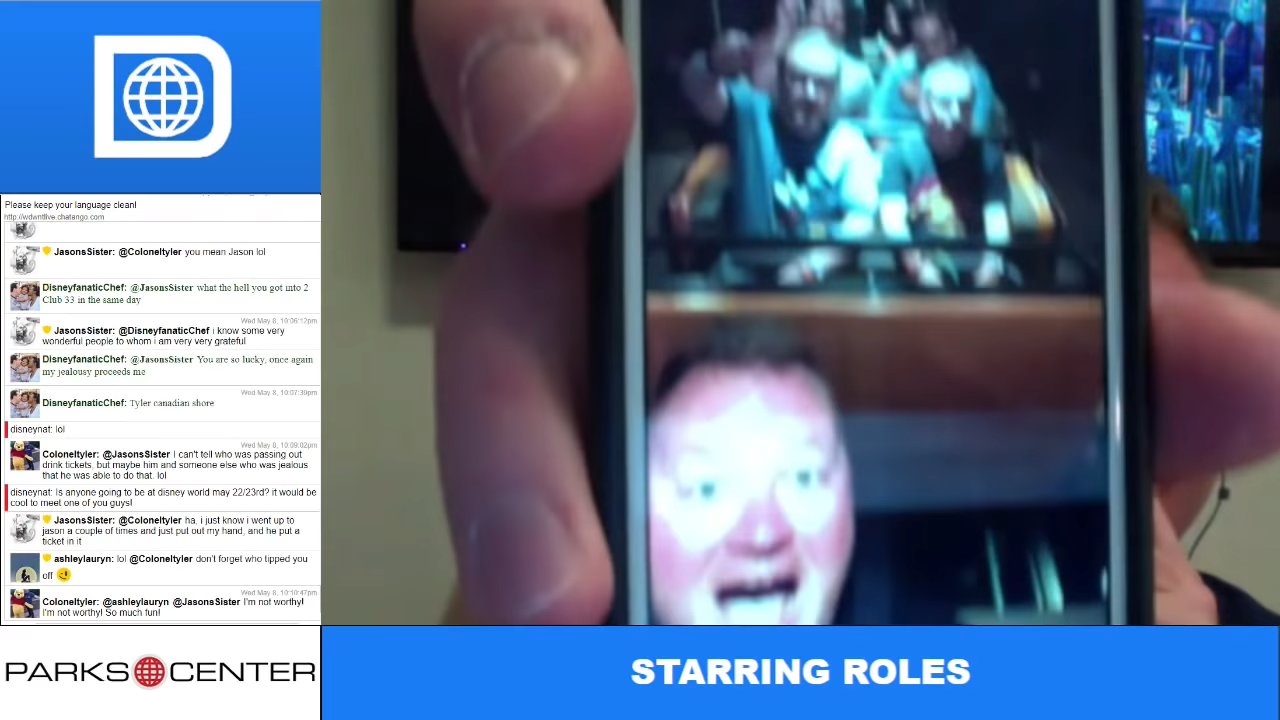 Please keep your language clean!
http://wdwntlive.chatango.com
JasonsSister: @Coloneltyler you mean Jason lol
DisneyfanaticChef: @JasonsSister what the hell you got into 2
Club 33 in the same day
Wed May 8, 10:06:12pm
JasonsSister: @DisneyfanaticChef i know some very
wonderful people to whom i am very very grateful
DisneyfanaticChef: @JasonsSister You are so lucky, once again
my jealousy proceeds me
Wed May 8, 10:07:39pm
DisneyfanaticChef: Tyler canadian shore
disneynat: lol
Wed May 8, 10:09:02pm
Coloneltyler: @JasonsSister I can't tell who was passing out
drink tickets, but maybe him and someone else who was jealous
that he was able to do that. lol
disneynat: Is anyone going to be at disney world may 22/23rd? it would be
cool to meet one of you guys!
JasonsSister: @Coloneltyler ha, i just know i went up to
jason a couple of times and just put out my hand, and he put a
ticket in it
ashleylauryn: lol @Coloneltyler don't forget who tipped you
off
Wed May 8, 10:10:47pm
Coloneltyler: @ashleylauryn @JasonsSister I'm not worthy!
I'm not worthy! So much fun!
PARKS CENTER
STARRING ROLES